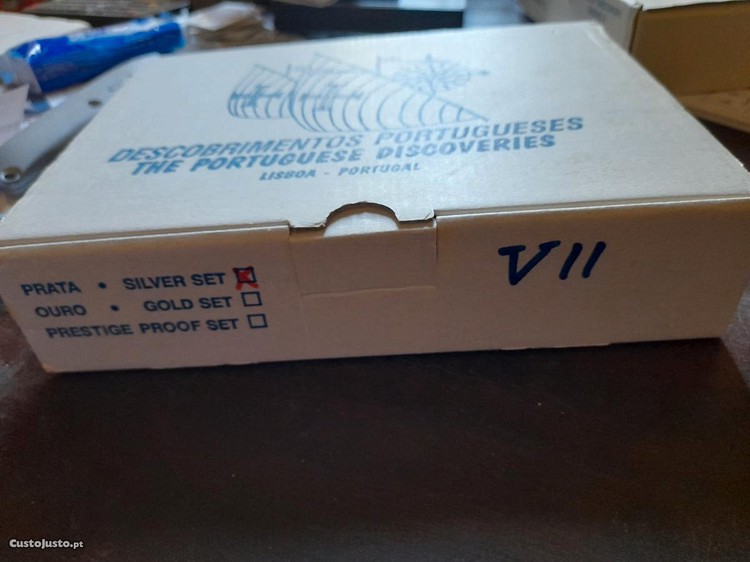 DESCOBRIMENTOS PORTUGUESES
THE PORTUGUESE DISCOVERIES
LISBOA - PORTUGAL
PRATA • SILVER SET
OURO • GOLD SET
PRESTIGE PROOF SET
VII
CustoJusto.pt